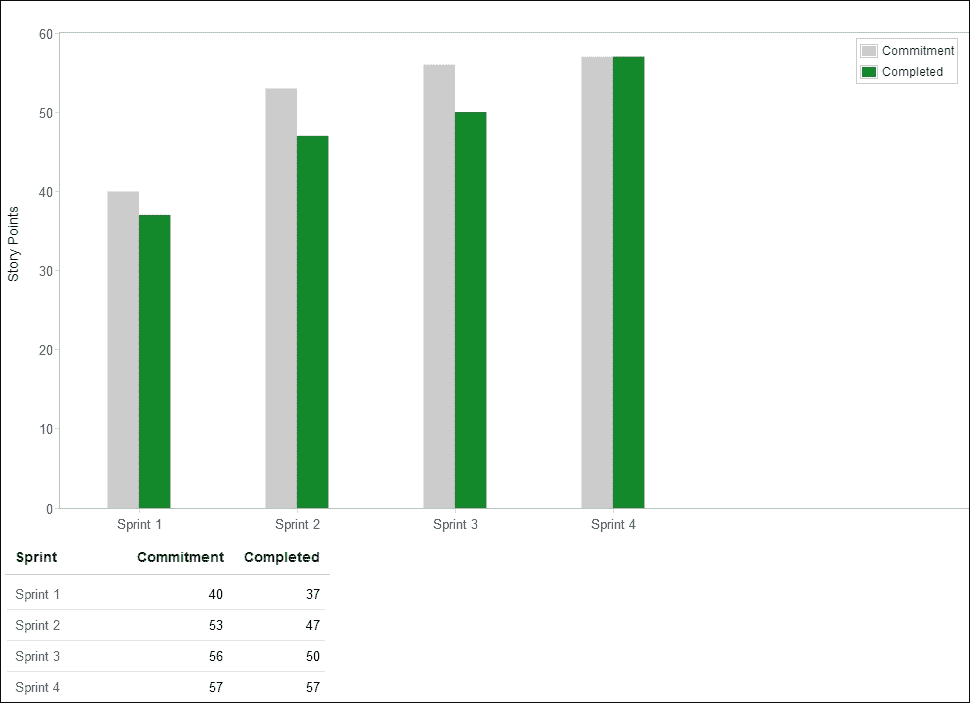 60
Commitment
Completed
50
40
Story Points
30
20
10
0
Sprint 1 Sprint 2 Sprint 3 Sprint 4
Sprint Commitment Completed
Sprint 1 40 37
Sprint 2 53 47
Sprint 3 56 50
Sprint 4 57 57